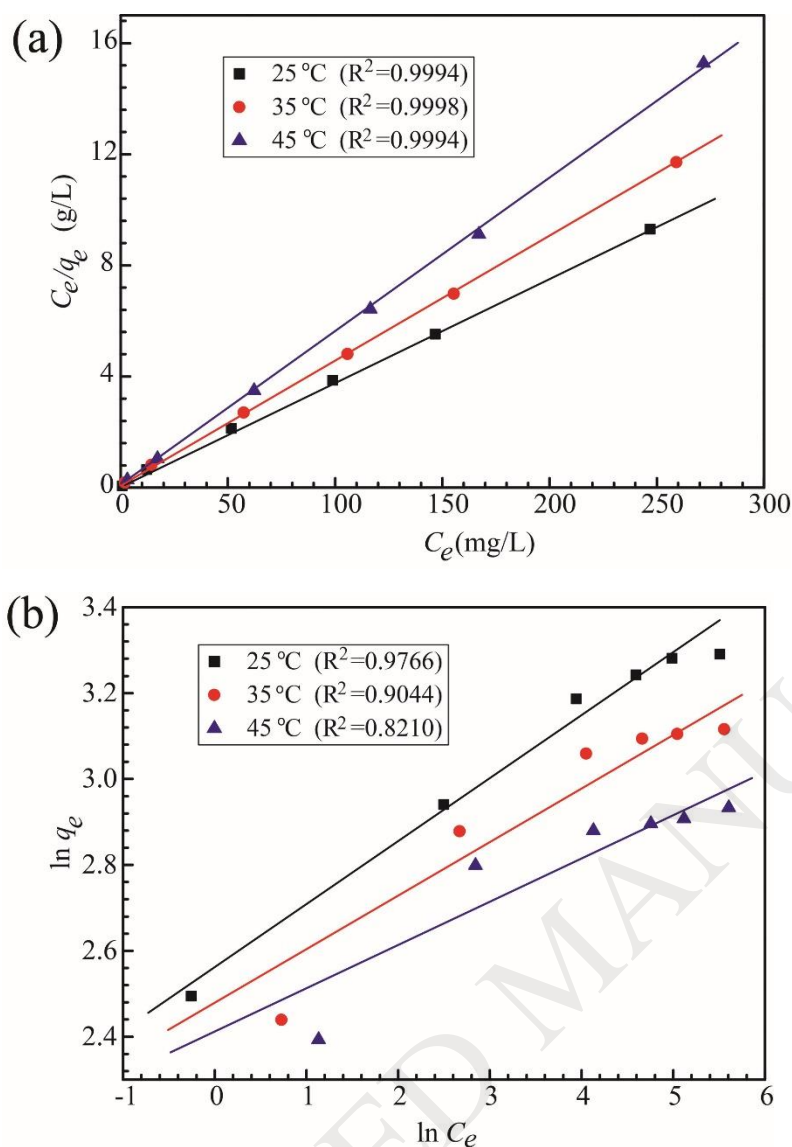 (a)
16
12
8
4
0
Ce/qe (g/L)
25 °C (R²=0.9994)
35 °C (R²=0.9998)
45 °C (R²=0.9994)
50 100 150 200 250 300
Ce(mg/L)
(b)
3.4
3.2
3.0
2.8
2.6
2.4
ln qe
25 °C (R²=0.9766)
35 °C (R²=0.9044)
45 °C (R²=0.8210)
-1 0 1 2 3 4 5 6
ln Ce
ED MANU